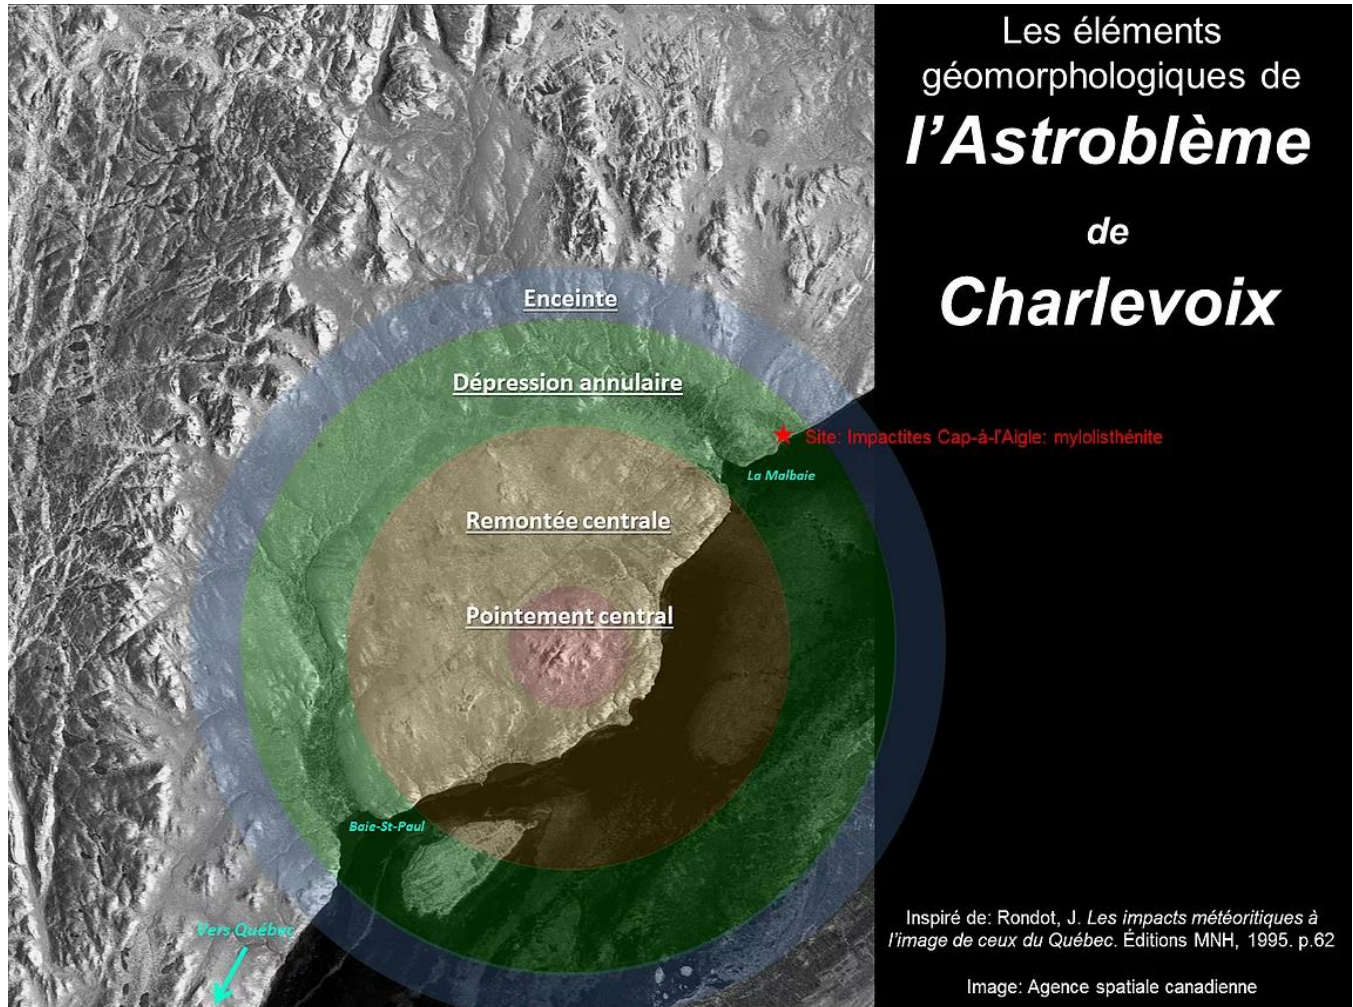 Les éléments
géomorphologiques de
l'Astroblème
de
Charlevoix
Enceinte
Dépression annulaire
Site: Impactites Cap-à-l'Aigle: mylolisthénite
La Malbaie
Remontée centrale
Pointement central
Baie-St-Paul
Vers Québec
Inspiré de: Rondot, J. Les impacts météoritiques à
l'image de ceux du Québec. Éditions MNH, 1995. p.62
Image: Agence spatiale canadienne